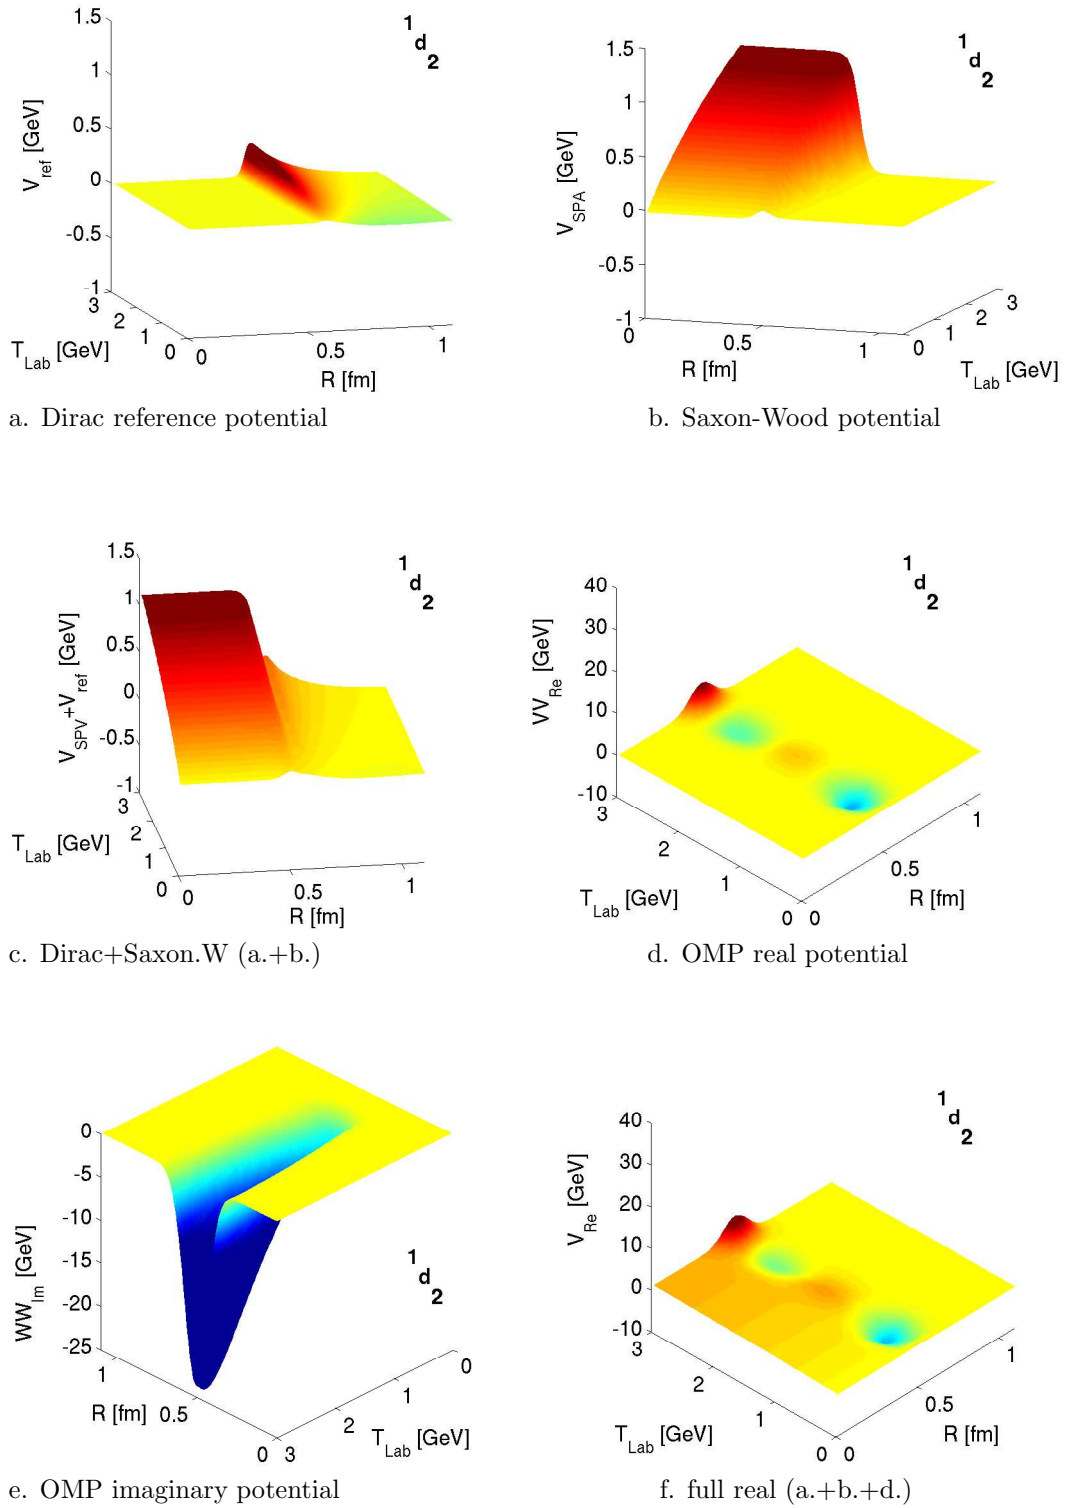 1.5
1
0.5
0
-0.5
-1
V_ref [GeV]
3
2
1
0
T_Lab [GeV]
0
0.5
1
R [fm]
1 d 2
a. Dirac reference potential
1.5
1
0.5
0
-0.5
-1
V_SPA [GeV]
0
0.5
1
R [fm]
0
1
2
3
T_Lab [GeV]
1 d 2
b. Saxon-Wood potential
1.5
1
0.5
0
-0.5
-1
V_SPV+V_ref [GeV]
3
2
1
0
T_Lab [GeV]
0
0.5
1
R [fm]
1 d 2
c. Dirac+Saxon.W (a.+b.)
40
30
20
10
0
-10
VV_Re [GeV]
3
2
1
0
T_Lab [GeV]
0
0.5
1
R [fm]
1 d 2
d. OMP real potential
0
-5
-10
-15
-20
-25
WW_Im [GeV]
1
0.5
0
R [fm]
3
2
1
0
T_Lab [GeV]
1 d 2
e. OMP imaginary potential
40
30
20
10
0
-10
V_Re [GeV]
3
2
1
0
T_Lab [GeV]
0
0.5
1
R [fm]
1 d 2
f. full real (a.+b.+d.)